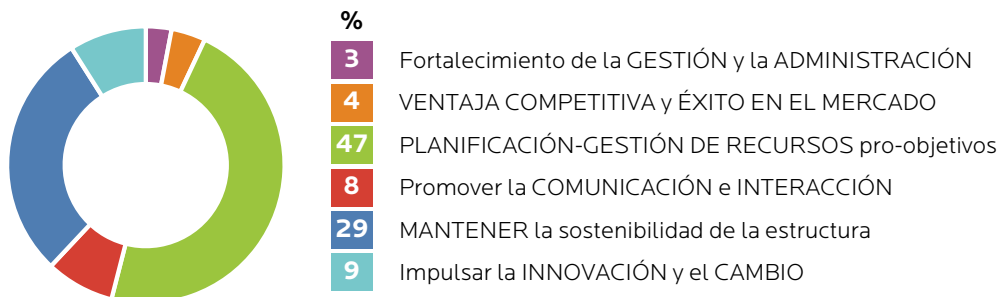 %
3 Fortalecimiento de la GESTIÓN y la ADMINISTRACIÓN
4 VENTAJA COMPETITIVA y ÉXITO EN EL MERCADO
47 PLANIFICACIÓN-GESTIÓN DE RECURSOS pro-objetivos
8 Promover la COMUNICACIÓN e INTERACCIÓN
29 MANTENER la sostenibilidad de la estructura
9 Impulsar la INNOVACIÓN y el CAMBIO